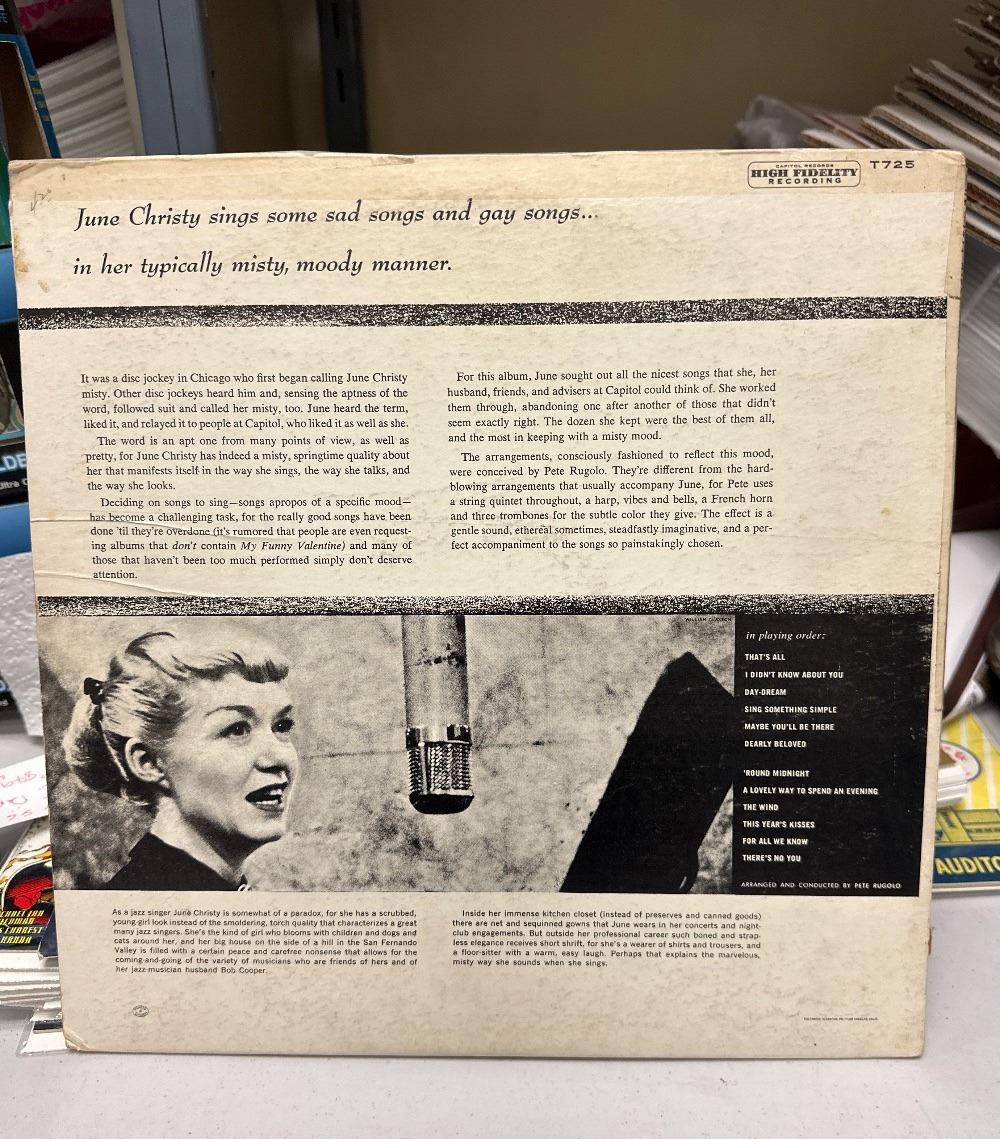 CAPITOL RECORDS
HIGH FIDELITY
RECORDING
T725
June Christy sings some sad songs and gay songs...
in her typically misty, moody manner.
It was a disc jockey in Chicago who first began calling June Christy
misty. Other disc jockeys heard him and, sensing the aptness of the
word, followed suit and called her misty, too. June heard the term,
liked it, and relayed it to people at Capitol, who liked it as well as she.
The word is an apt one from many points of view, as well as
pretty, for June Christy has indeed a misty, springtime quality about
her that manifests itself in the way she sings, the way she talks, and
the way she looks.
Deciding on songs to sing—songs apropos of a specific mood—
has become a challenging task, for the really good songs have been
done 'til they're overdone (it's rumored that people are even request-
ing albums that don't contain My Funny Valentine) and many of
those that haven't been too much performed simply don't deserve
attention.
For this album, June sought out all the nicest songs that she, her
husband, friends, and advisers at Capitol could think of. She worked
them through, abandoning one after another of those that didn't
seem exactly right. The dozen she kept were the best of them all,
and the most in keeping with a misty mood.
The arrangements, consciously fashioned to reflect this mood,
were conceived by Pete Rugolo. They're different from the hard-
blowing arrangements that usually accompany June, for Pete uses
a string quintet throughout, a harp, vibes and bells, a French horn
and three trombones for the subtle color they give. The effect is a
gentle sound, ethereal sometimes, steadfastly imaginative, and a per-
fect accompaniment to the songs so painstakingly chosen.
WILLIAM CLAXTON
in playing order:
THAT'S ALL
I DIDN'T KNOW ABOUT YOU
DAY-DREAM
SING SOMETHING SIMPLE
MAYBE YOU'LL BE THERE
DEARLY BELOVED
'ROUND MIDNIGHT
A LOVELY WAY TO SPEND AN EVENING
THE WIND
THIS YEAR'S KISSES
FOR ALL WE KNOW
THERE'S NO YOU
ARRANGED AND CONDUCTED BY PETE RUGOLO
As a jazz singer June Christy is somewhat of a paradox, for she has a scrubbed,
young-girl look instead of the smoldering, torch quality that characterizes a great
many jazz singers. She's the kind of girl who blooms with children and dogs and
cats around her, and her big house on the side of a hill in the San Fernando
Valley is filled with a certain peace and carefree nonsense that allows for the
coming-and-going of the variety of musicians who are friends of hers and of
her jazz-musician husband Bob Cooper.
Inside her immense kitchen closet (instead of preserves and canned goods)
there are net and sequinned gowns that June wears in her concerts and night-
club engagements. But outside her professional career such boned and strap-
less elegance receives short shrift, for she's a wearer of shirts and trousers, and
a floor-sitter with a warm, easy laugh. Perhaps that explains the marvelous,
misty way she sounds when she sings.
AUDITO